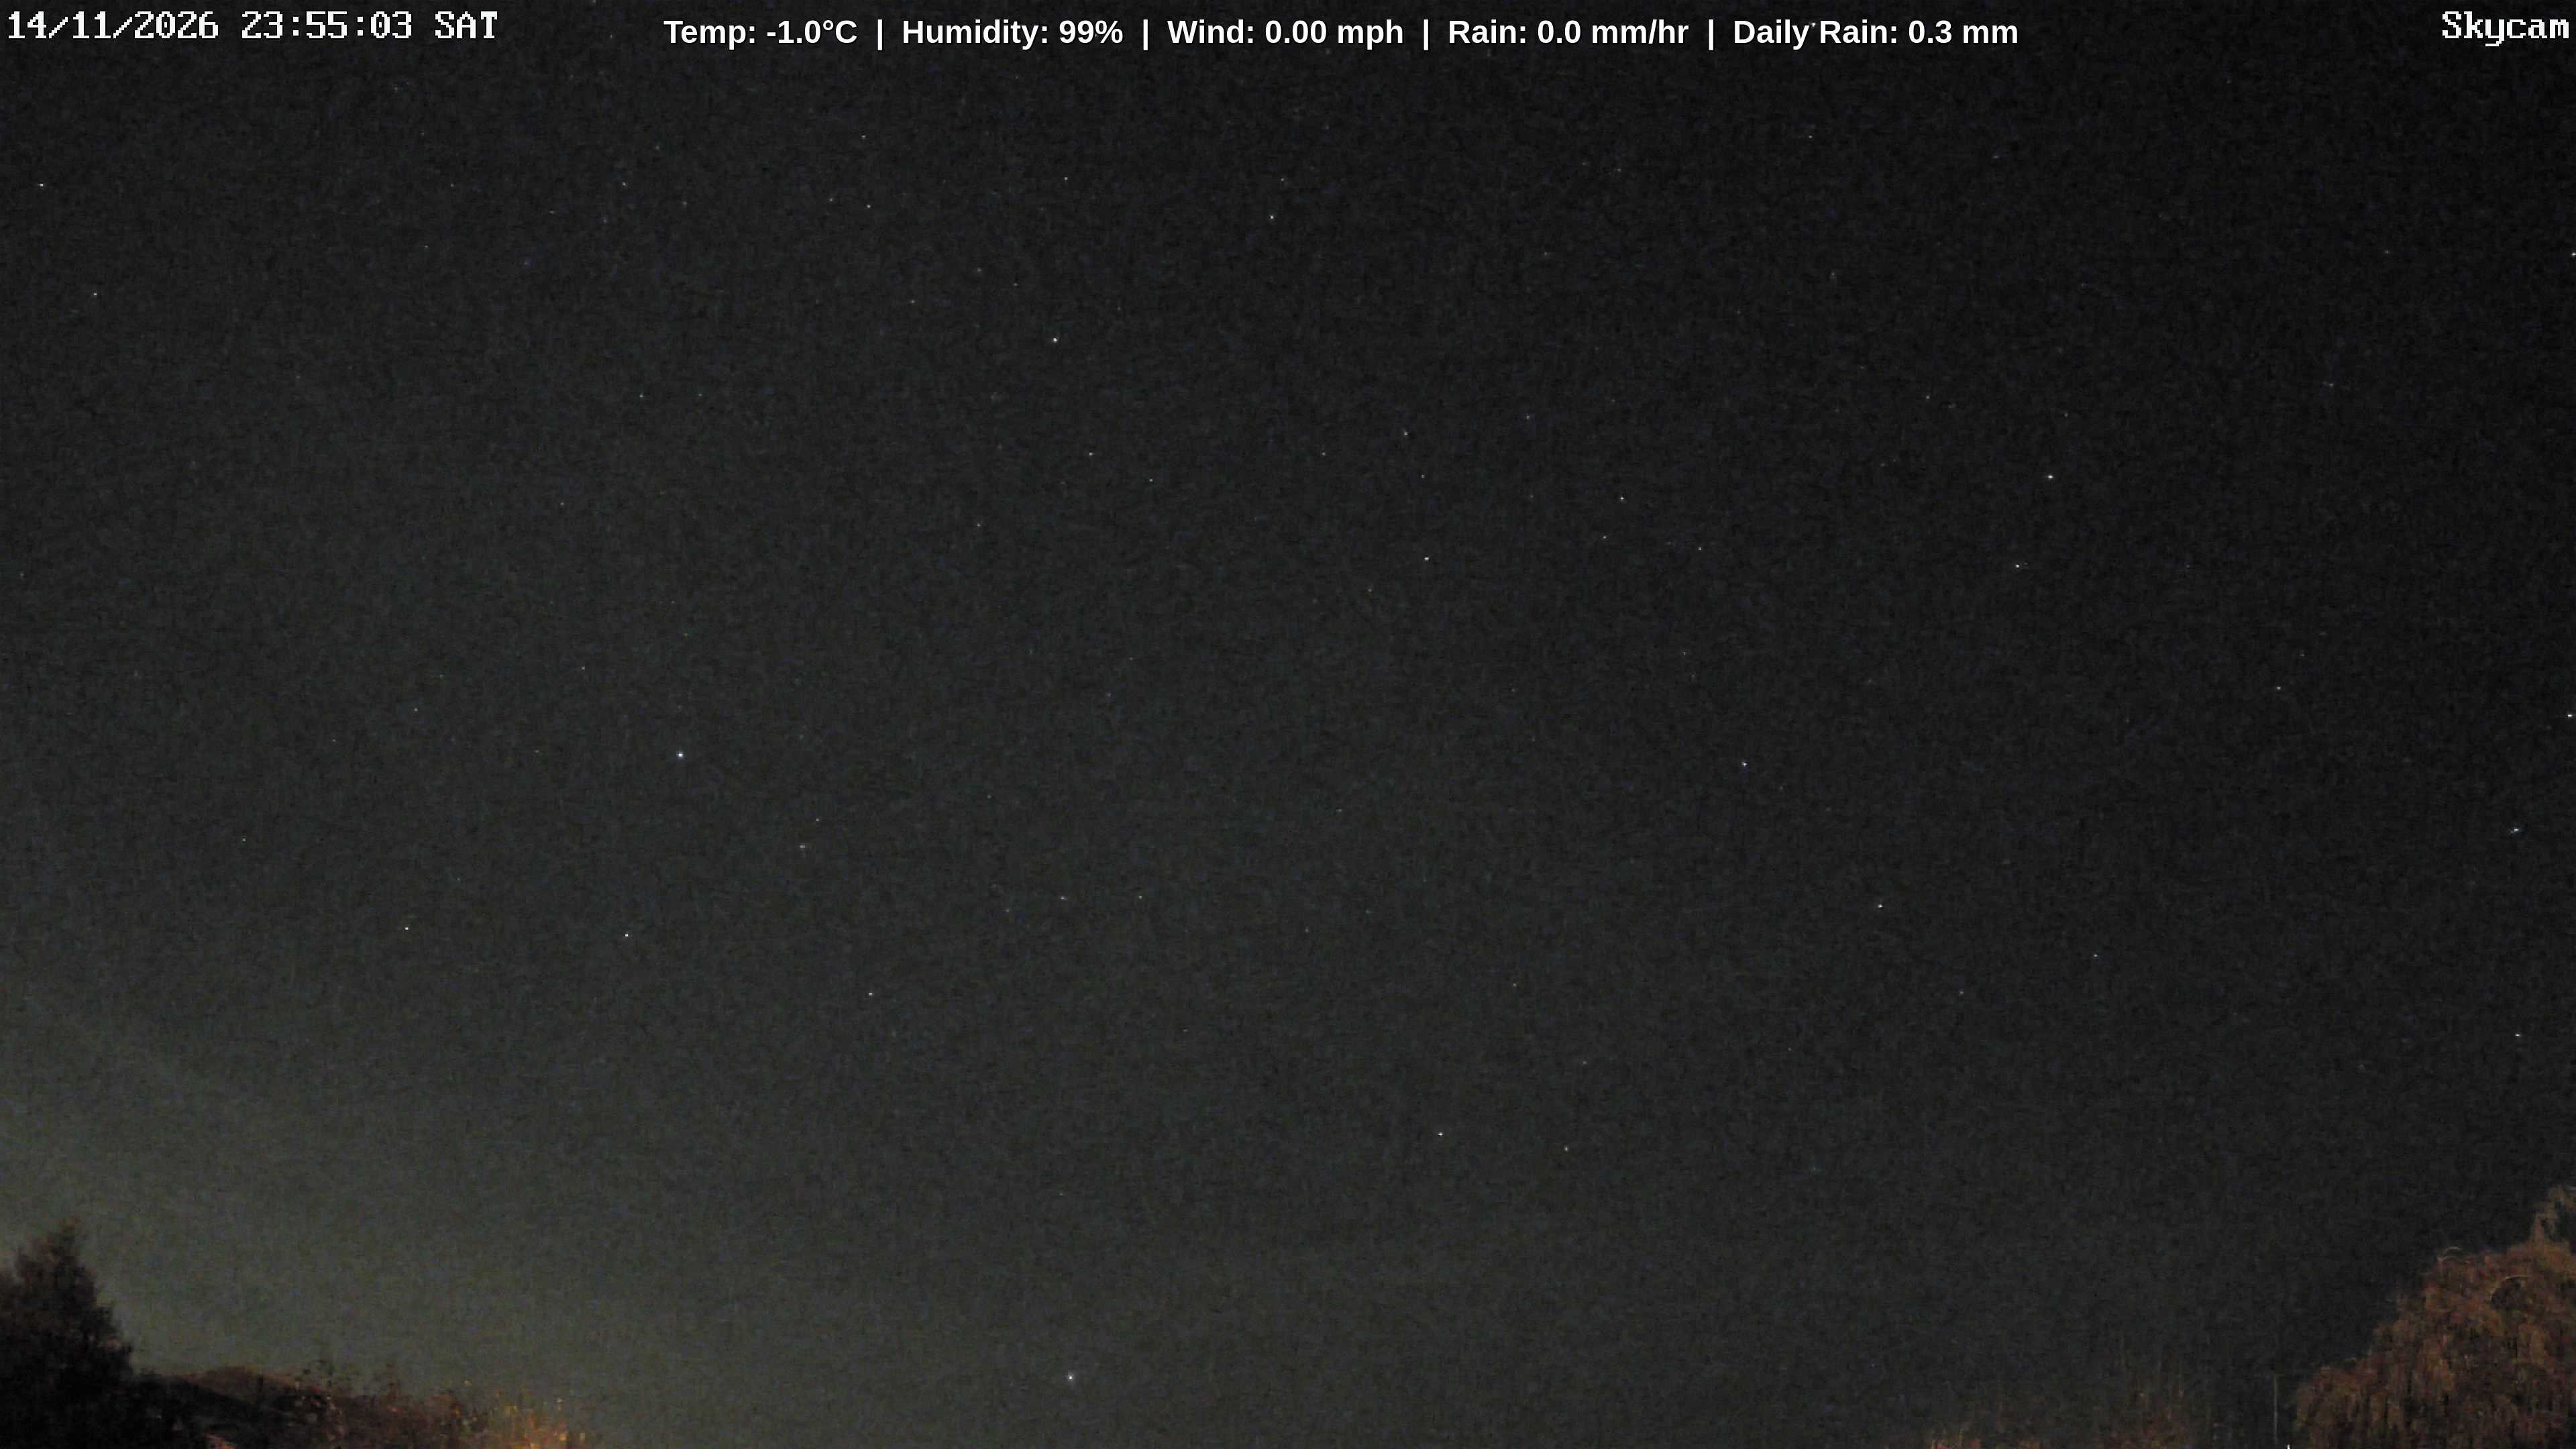 14/11/2026 23:55:03 SAT
Temp: -1.0°C | Humidity: 99% | Wind: 0.00 mph | Rain: 0.0 mm/hr | Daily Rain: 0.3 mm
Skycam